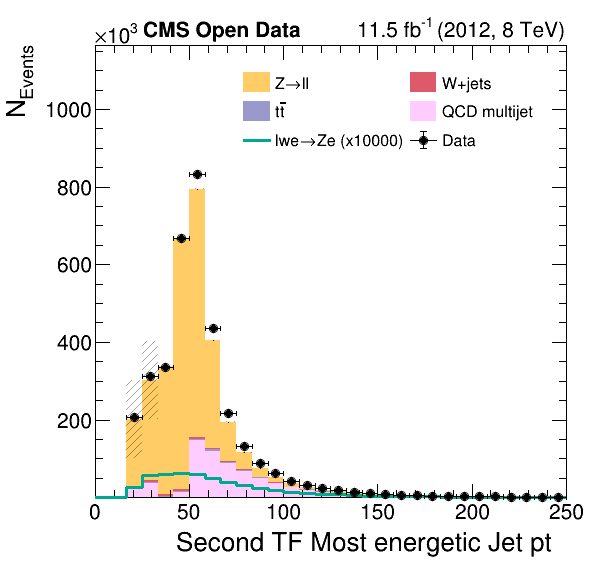 ×10³ CMS Open Data 11.5 fb⁻¹ (2012, 8 TeV)
N_Events
Z→ll W+jets
tt̄ QCD multijet
lwe→Ze (x10000) Data
1000
800
600
400
200
0 50 100 150 200 250
Second TF Most energetic Jet pt